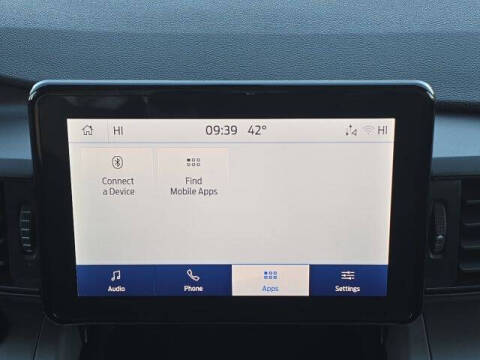 HI 09:39 42° HI
Connect
a Device
Find
Mobile Apps
Audio Phone Apps Settings